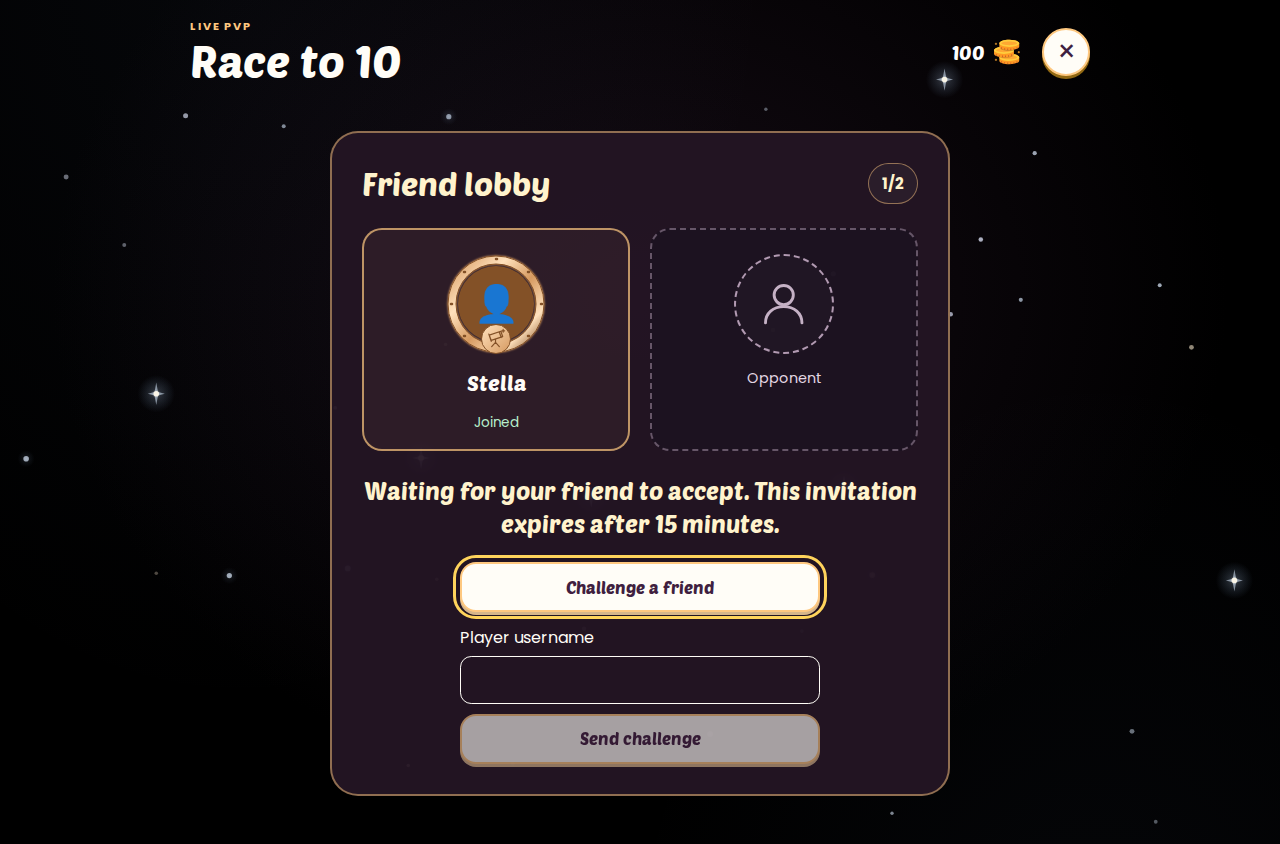 LIVE PVP
Race to 10
100
×
Friend lobby
1/2
Stella
Joined
Opponent
Waiting for your friend to accept. This invitation
expires after 15 minutes.
Challenge a friend
Player username
Send challenge